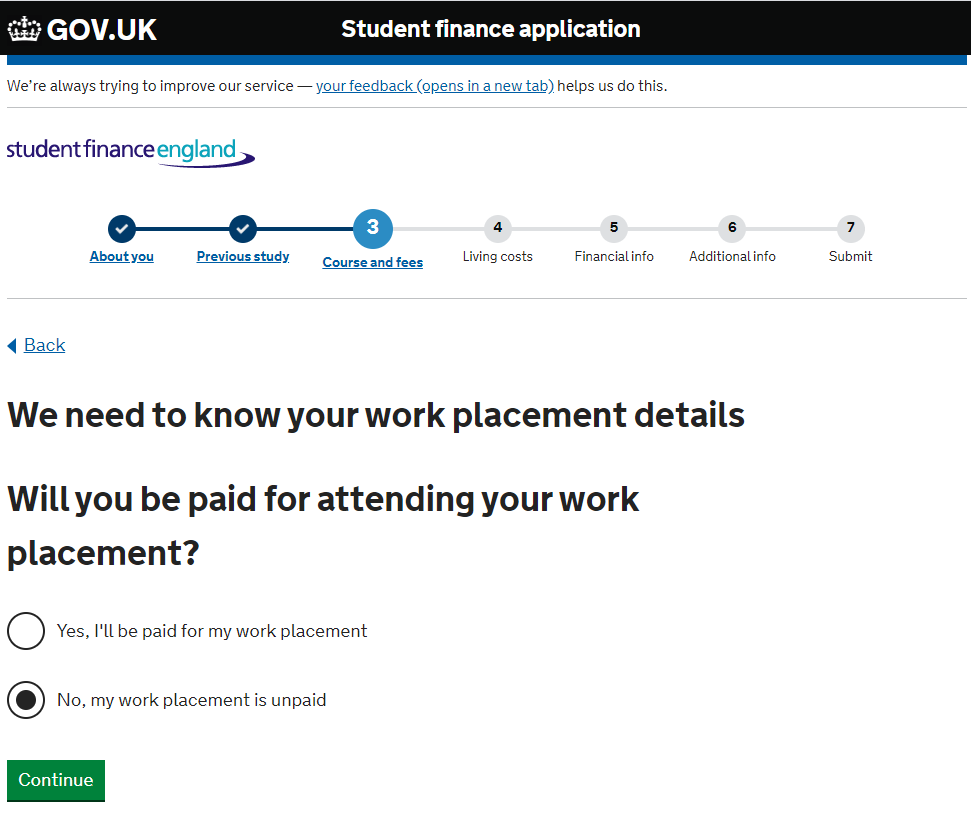 GOV.UK
Student finance application
We're always trying to improve our service — your feedback (opens in a new tab) helps us do this.
studentfinanceengland
3 4 5 6 7
About you Previous study Course and fees Living costs Financial info Additional info Submit
Back
We need to know your work placement details
Will you be paid for attending your work
placement?
Yes, I'll be paid for my work placement
No, my work placement is unpaid
Continue